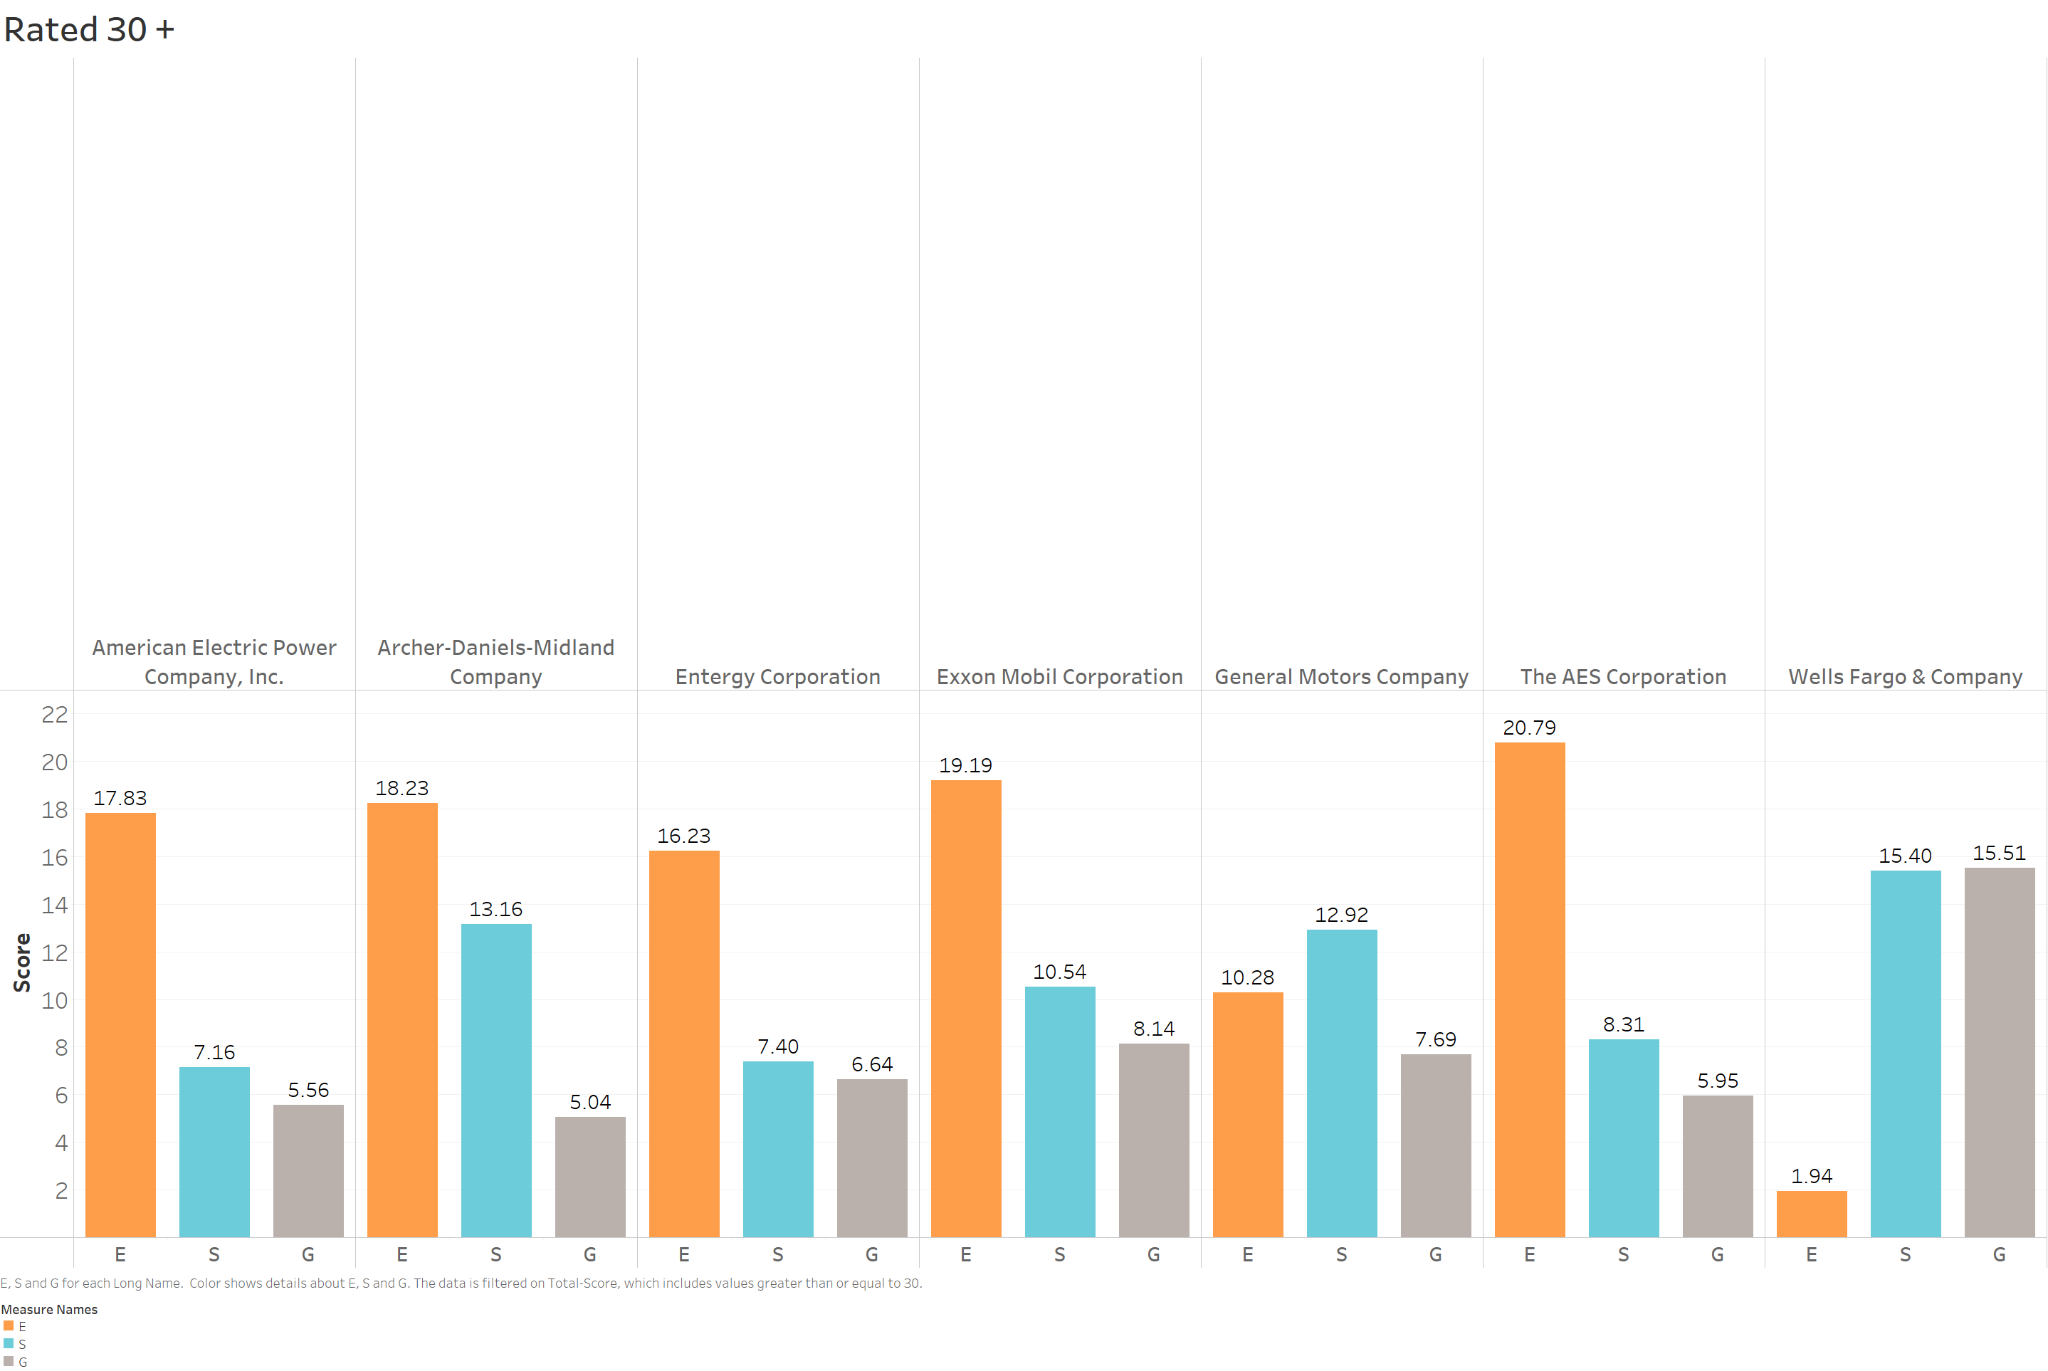 Rated 30 +
American Electric Power
Company, Inc.
Archer-Daniels-Midland
Company
Entergy Corporation
Exxon Mobil Corporation
General Motors Company
The AES Corporation
Wells Fargo & Company
Score
22
20
18
16
14
12
10
8
6
4
2
17.83
7.16
5.56
18.23
13.16
5.04
16.23
7.40
6.64
19.19
10.54
8.14
10.28
12.92
7.69
20.79
8.31
5.95
1.94
15.40
15.51
E S G E S G E S G E S G E S G E S G E S G
E, S and G for each Long Name.  Color shows details about E, S and G. The data is filtered on Total-Score, which includes values greater than or equal to 30.
Measure Names
E
S
G